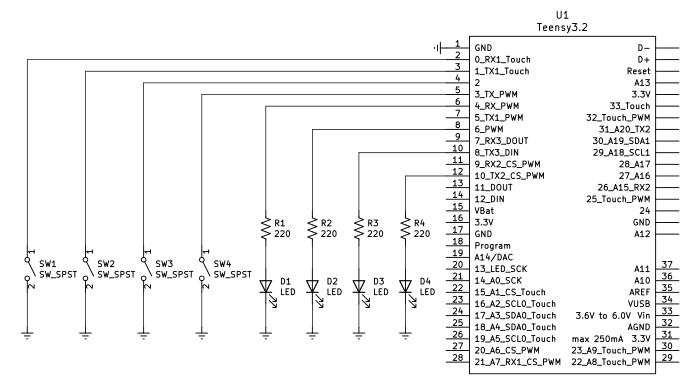 U1
Teensy3.2
1 GND D-
2 0_RX1_Touch D+
3 1_TX1_Touch Reset
4 2 A13
5 3_TX_PWM 3.3V
6 4_RX_PWM 33_Touch
7 5_TX1_PWM 32_Touch_PWM
8 6_PWM 31_A20_TX2
9 7_RX3_DOUT 30_A19_SDA1
10 8_TX3_DIN 29_A18_SCL1
11 9_RX2_CS_PWM 28_A17
12 10_TX2_CS_PWM 27_A16
13 11_DOUT 26_A15_RX2
14 12_DIN 25_Touch_PWM
15 VBat 24
16 3.3V GND
17 GND A12
18 Program
19 A14/DAC
20 13_LED_SCK A11 37
21 14_A0_SCK A10 36
22 15_A1_CS_Touch AREF 35
23 16_A2_SCL0_Touch VUSB 34
24 17_A3_SDA0_Touch 3.6V to 6.0V Vin 33
25 18_A4_SDA0_Touch AGND 32
26 19_A5_SCL0_Touch max 250mA 3.3V 31
27 20_A6_CS_PWM 23_A9_Touch_PWM 30
28 21_A7_RX1_CS_PWM 22_A8_Touch_PWM 29
R1
220
R2
220
R3
220
R4
220
1
SW1
SW_SPST
2
1
SW2
SW_SPST
2
1
SW3
SW_SPST
2
1
SW4
SW_SPST
2
D1
LED
D2
LED
D3
LED
D4
LED